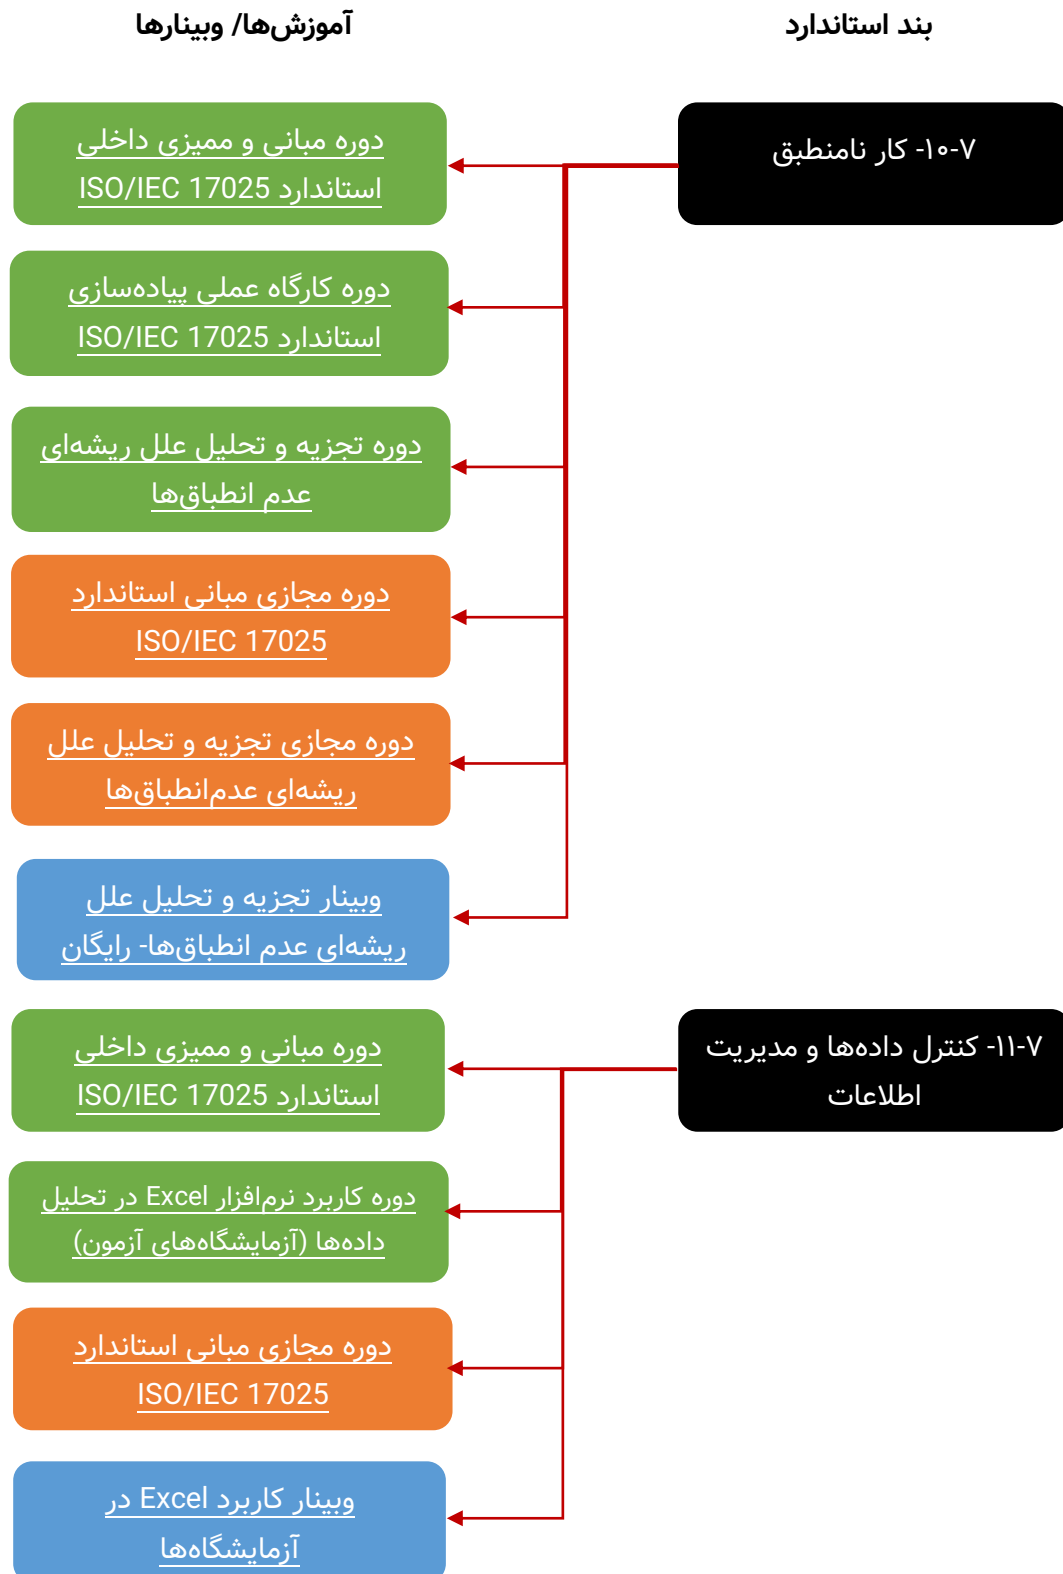 بند استاندارد
آموزش‌ها/ وبینارها
۷-۱۰- کار نامنطبق
دوره مبانی و ممیزی داخلی
استاندارد ISO/IEC 17025
دوره کارگاه عملی پیاده‌سازی
استاندارد ISO/IEC 17025
دوره تجزیه و تحلیل علل ریشه‌ای
عدم انطباق‌ها
دوره مجازی مبانی استاندارد
ISO/IEC 17025
دوره مجازی تجزیه و تحلیل علل
ریشه‌ای عدم‌انطباق‌ها
وبینار تجزیه و تحلیل علل
ریشه‌ای عدم انطباق‌ها- رایگان
۷-۱۱- کنترل داده‌ها و مدیریت
اطلاعات
دوره مبانی و ممیزی داخلی
استاندارد ISO/IEC 17025
دوره کاربرد نرم‌افزار Excel در تحلیل
داده‌ها (آزمایشگاه‌های آزمون)
دوره مجازی مبانی استاندارد
ISO/IEC 17025
وبینار کاربرد Excel در
آزمایشگاه‌ها